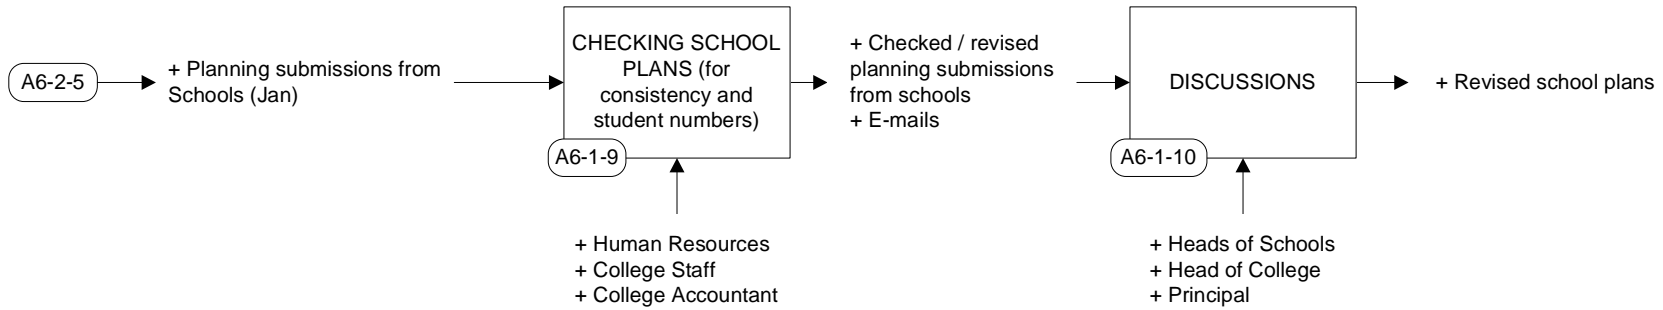 A6-2-5
+ Planning submissions from
Schools (Jan)
CHECKING SCHOOL
PLANS (for
consistency and
student numbers)
A6-1-9
+ Human Resources
+ College Staff
+ College Accountant
+ Checked / revised
planning submissions
from schools
+ E-mails
DISCUSSIONS
A6-1-10
+ Heads of Schools
+ Head of College
+ Principal
+ Revised school plans